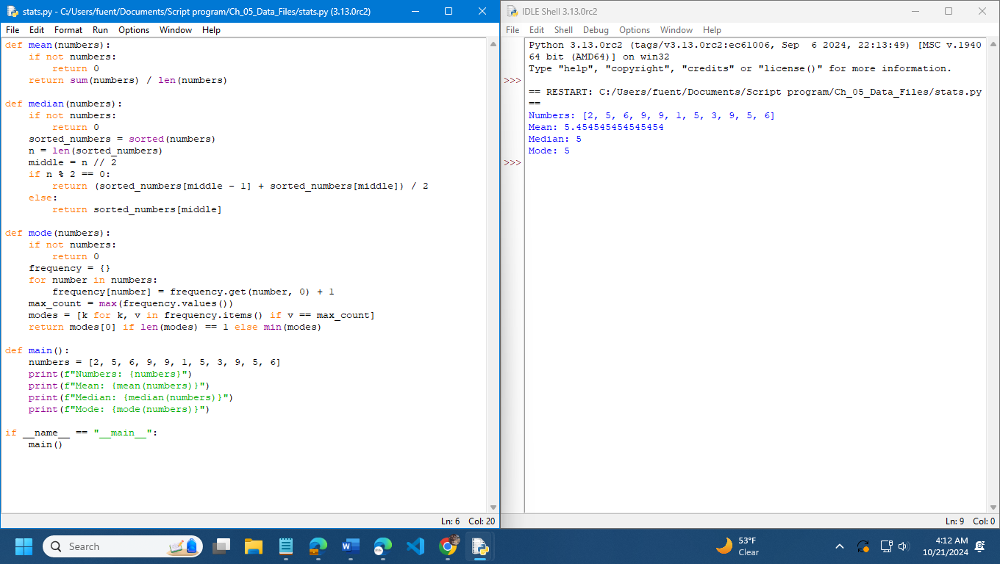 stats.py - C:/Users/fuent/Documents/Script program/Ch_05_Data_Files/stats.py (3.13.0rc2)
File Edit Format Run Options Window Help
def mean(numbers):
    if not numbers:
        return 0
    return sum(numbers) / len(numbers)

def median(numbers):
    if not numbers:
        return 0
    sorted_numbers = sorted(numbers)
    n = len(sorted_numbers)
    middle = n // 2
    if n % 2 == 0:
        return (sorted_numbers[middle - 1] + sorted_numbers[middle]) / 2
    else:
        return sorted_numbers[middle]

def mode(numbers):
    if not numbers:
        return 0
    frequency = {}
    for number in numbers:
        frequency[number] = frequency.get(number, 0) + 1
    max_count = max(frequency.values())
    modes = [k for k, v in frequency.items() if v == max_count]
    return modes[0] if len(modes) == 1 else min(modes)

def main():
    numbers = [2, 5, 6, 9, 9, 1, 5, 3, 9, 5, 6]
    print(f"Numbers: {numbers}")
    print(f"Mean: {mean(numbers)}")
    print(f"Median: {median(numbers)}")
    print(f"Mode: {mode(numbers)}")

if __name__ == "__main__":
    main()
Ln: 6 Col: 20
IDLE Shell 3.13.0rc2
File Edit Shell Debug Options Window Help
Python 3.13.0rc2 (tags/v3.13.0rc2:ec61006, Sep  6 2024, 22:13:49) [MSC v.1940
64 bit (AMD64)] on win32
Type "help", "copyright", "credits" or "license()" for more information.
>>>
== RESTART: C:/Users/fuent/Documents/Script program/Ch_05_Data_Files/stats.py
==
Numbers: [2, 5, 6, 9, 9, 1, 5, 3, 9, 5, 6]
Mean: 5.454545454545454
Median: 5
Mode: 5
>>>
Ln: 9 Col: 0
Search
53°F
Clear
4:12 AM
10/21/2024